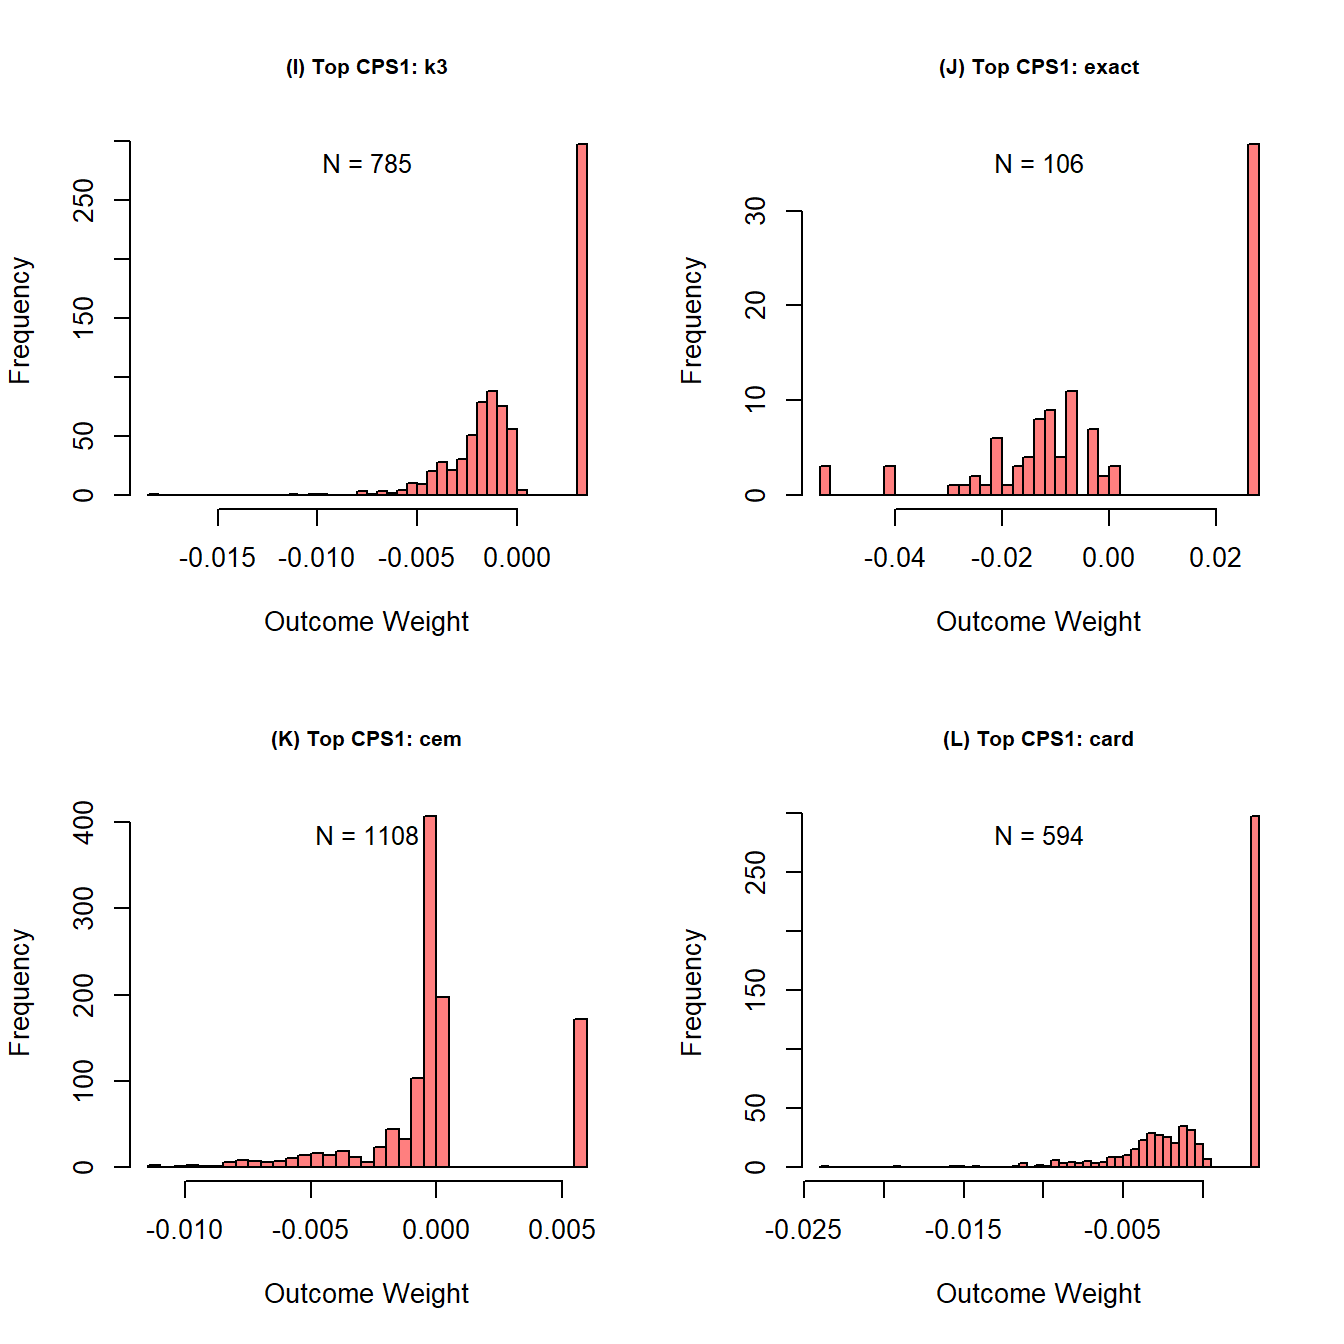 (I) Top CPS1: k3
N = 785
Frequency
0
50
150
250
-0.015
-0.010
-0.005
0.000
Outcome Weight
(J) Top CPS1: exact
N = 106
Frequency
0
10
20
30
-0.04
-0.02
0.00
0.02
Outcome Weight
(K) Top CPS1: cem
N = 1108
Frequency
0
100
200
300
400
-0.010
-0.005
0.000
0.005
Outcome Weight
(L) Top CPS1: card
N = 594
Frequency
0
50
150
250
-0.025
-0.015
-0.005
Outcome Weight